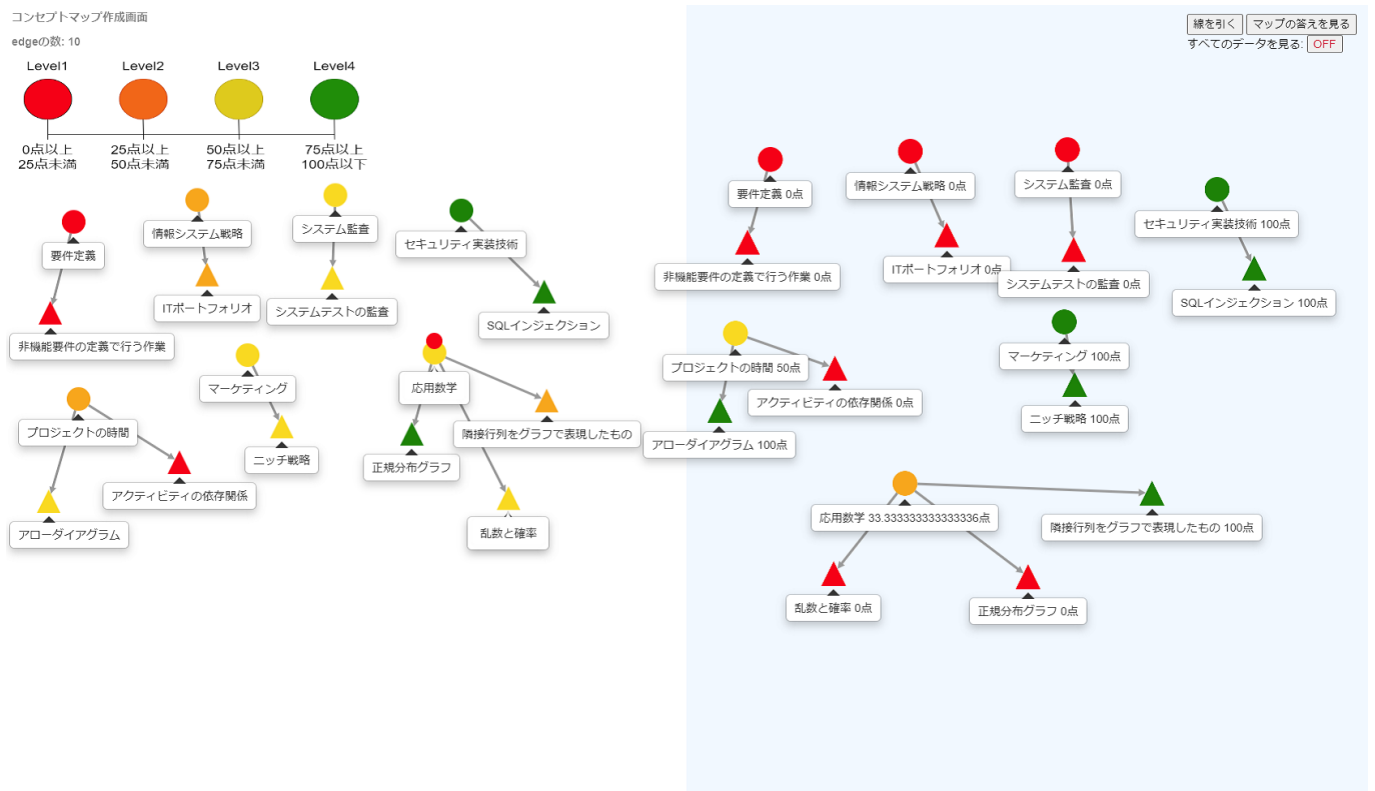 コンセプトマップ作成画面
edgeの数: 10
Level1
Level2
Level3
Level4
0点以上
25点未満
25点以上
50点未満
50点以上
75点未満
75点以上
100点以下
要件定義
非機能要件の定義で行う作業
情報システム戦略
ITポートフォリオ
システム監査
システムテストの監査
セキュリティ実装技術
SQLインジェクション
マーケティング
ニッチ戦略
応用数学
隣接行列をグラフで表現したもの
正規分布グラフ
乱数と確率
プロジェクトの時間
アクティビティの依存関係
アローダイアグラム
線を引く
マップの答えを見る
すべてのデータを見る: OFF
要件定義 0点
非機能要件の定義で行う作業 0点
情報システム戦略 0点
ITポートフォリオ 0点
システム監査 0点
システムテストの監査 0点
セキュリティ実装技術 100点
SQLインジェクション 100点
プロジェクトの時間 50点
アクティビティの依存関係 0点
アローダイアグラム 100点
マーケティング 100点
ニッチ戦略 100点
応用数学 33.333333333333336点
隣接行列をグラフで表現したもの 100点
乱数と確率 0点
正規分布グラフ 0点